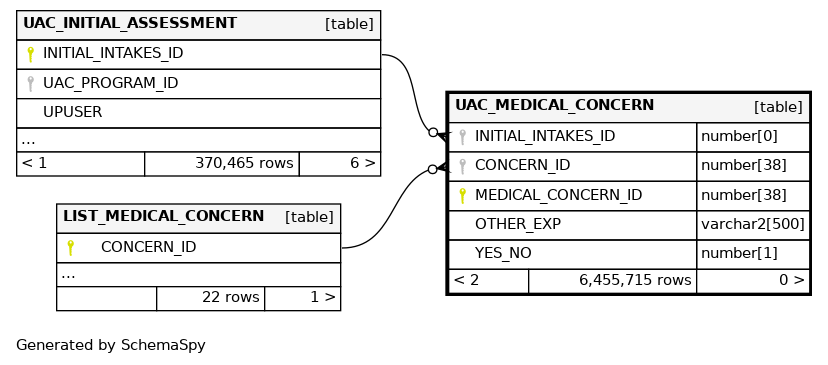 UAC_INITIAL_ASSESSMENT [table]
INITIAL_INTAKES_ID
UAC_PROGRAM_ID
UPUSER
...
< 1 370,465 rows 6 >
LIST_MEDICAL_CONCERN [table]
CONCERN_ID
...
22 rows 1 >
UAC_MEDICAL_CONCERN [table]
INITIAL_INTAKES_ID number[0]
CONCERN_ID number[38]
MEDICAL_CONCERN_ID number[38]
OTHER_EXP varchar2[500]
YES_NO number[1]
< 2 6,455,715 rows 0 >
Generated by SchemaSpy